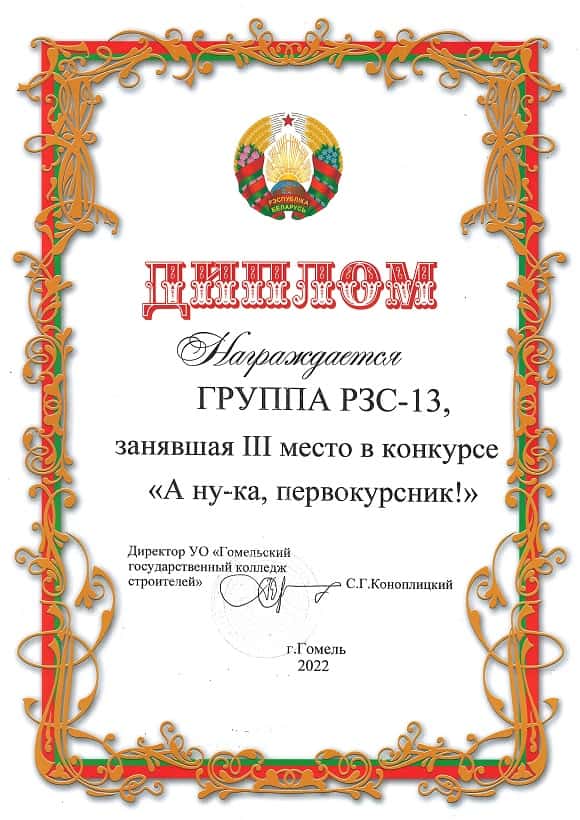 РЭСПУБЛІКА
БЕЛАРУСЬ
ДИПЛОМ
Награждается
ГРУППА РЗС-13,
занявшая III место в конкурсе
«А ну-ка, первокурсник!»
Директор УО «Гомельский
государственный колледж
строителей»
С.Г.Коноплицкий
г.Гомель
2022